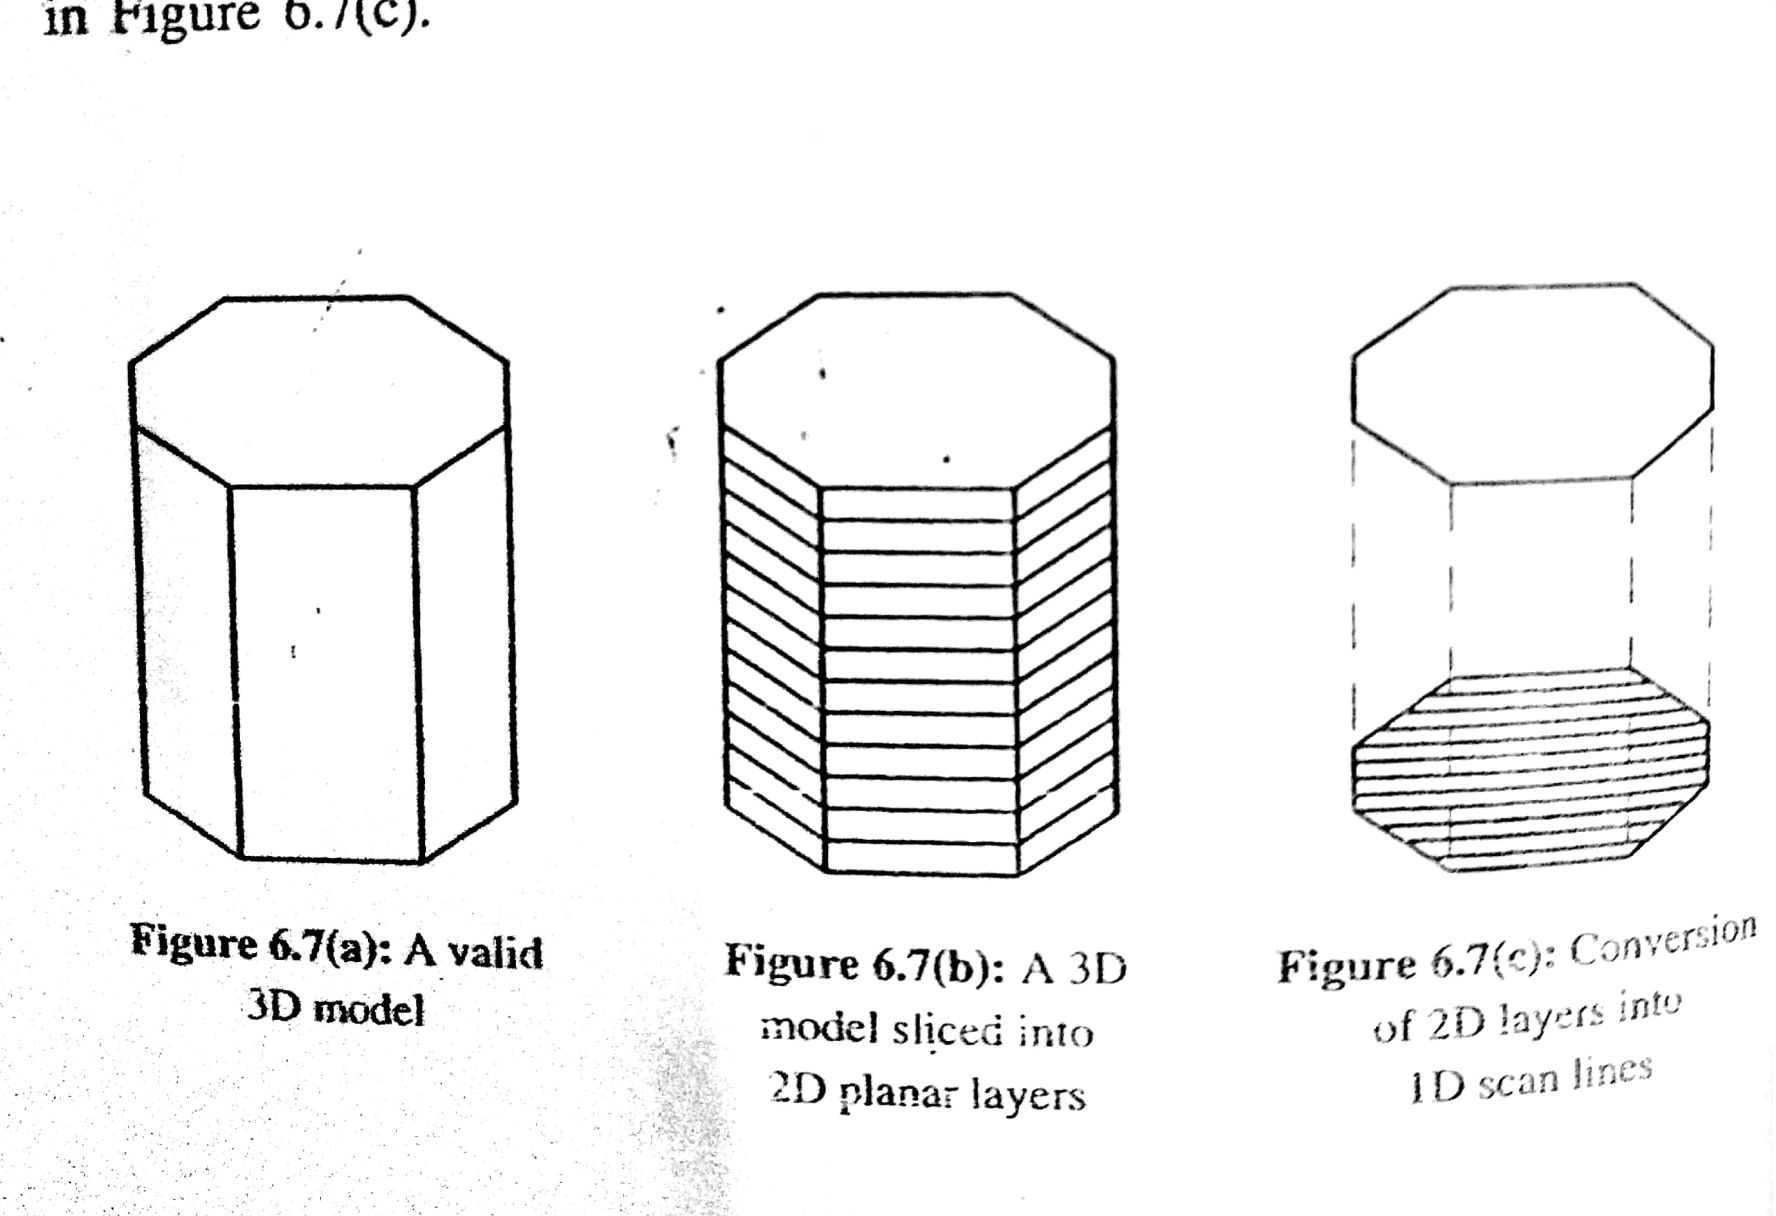 in Figure 6.7(c).
Figure 6.7(a): A valid
3D model
Figure 6.7(b): A 3D
model sliced into
2D planar layers
Figure 6.7(c): Conversion
of 2D layers into
1D scan lines